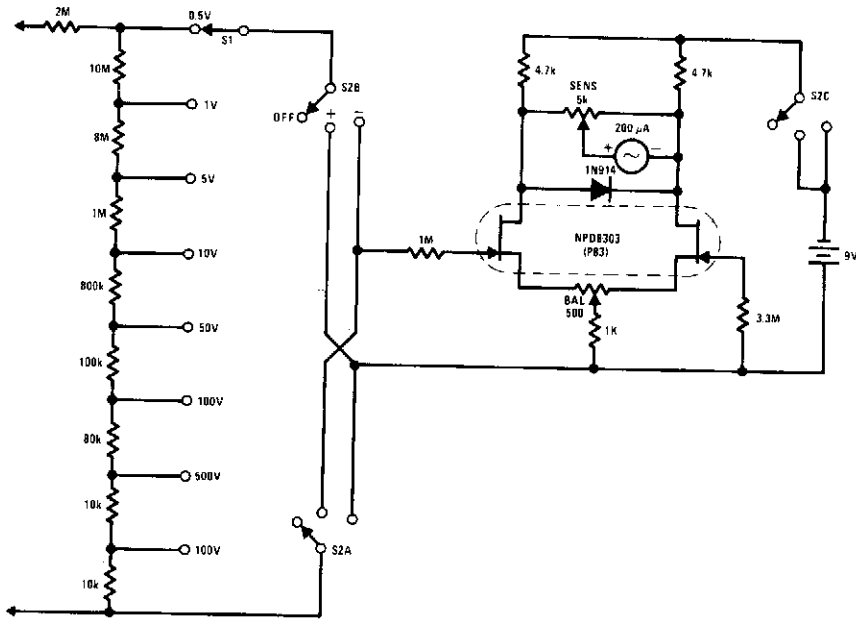 2M
0.5V
S1
10M
1V
8M
5V
1M
10V
800k
50V
100k
100V
80k
500V
10k
100V
10k
S2B
OFF
+
−
S2A
4.7k
4.7k
SENS
5k
200 μA
+
−
1N914
NPD8303
(P83)
1M
BAL
500
1K
3.3M
S2C
9V